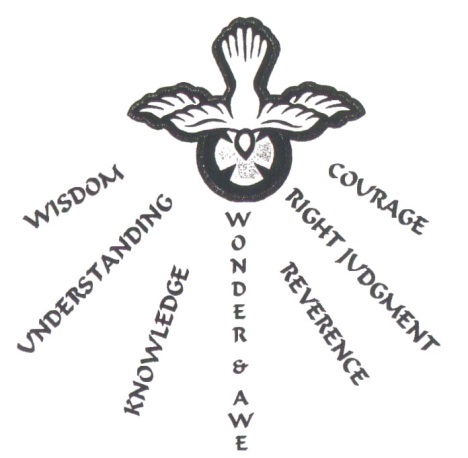 WISDOM
UNDERSTANDING
KNOWLEDGE
WONDER & AWE
REVERENCE
RIGHT JUDGMENT
COURAGE